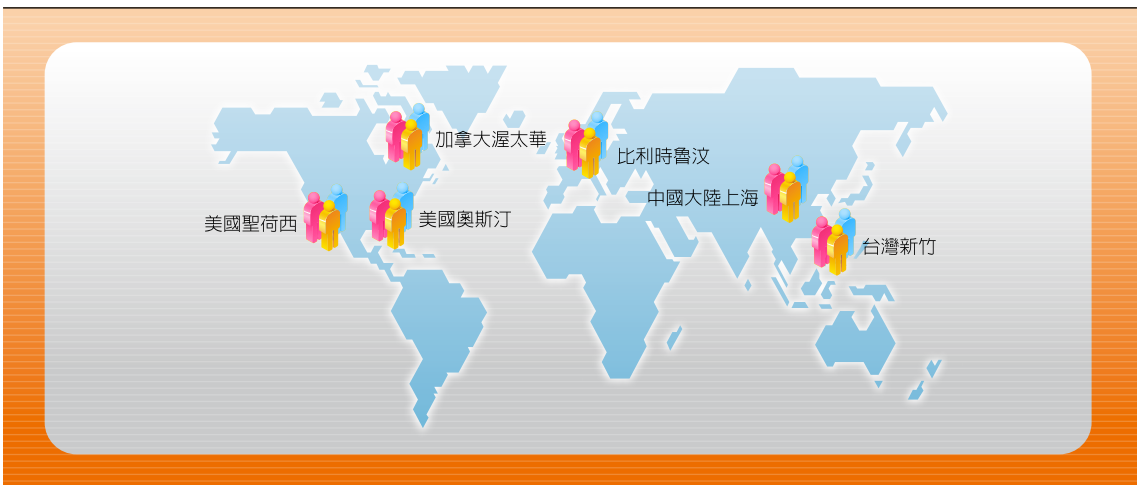 加拿大渥太華
比利時魯汶
中國大陸上海
美國聖荷西
美國奧斯汀
台灣新竹